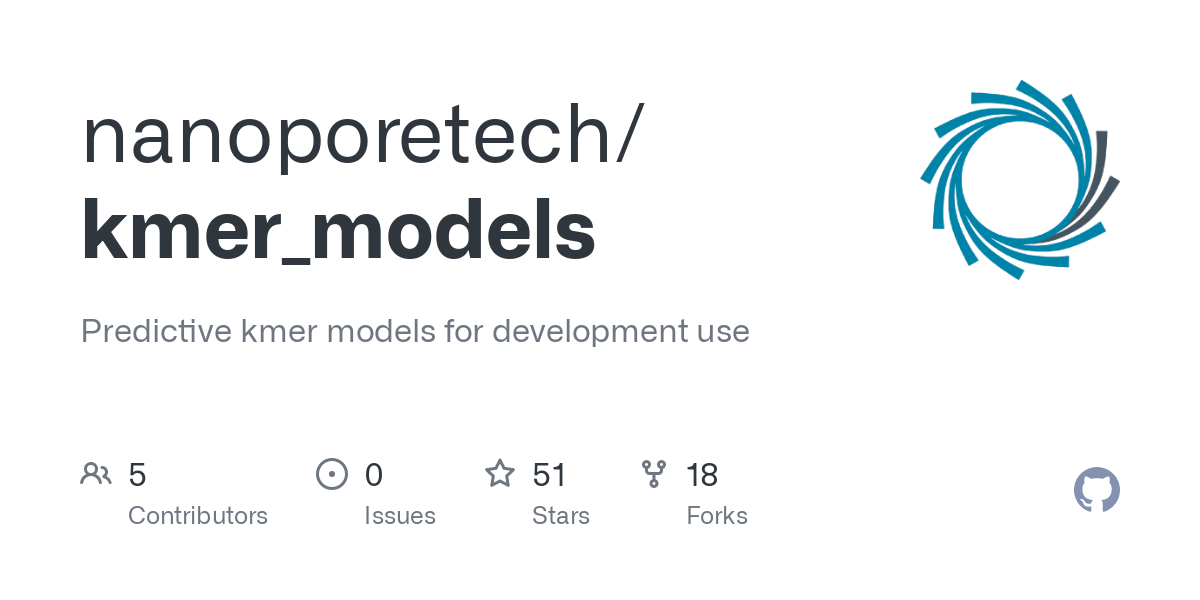 nanoporetech/
kmer_models
Predictive kmer models for development use
5
Contributors
0
Issues
51
Stars
18
Forks